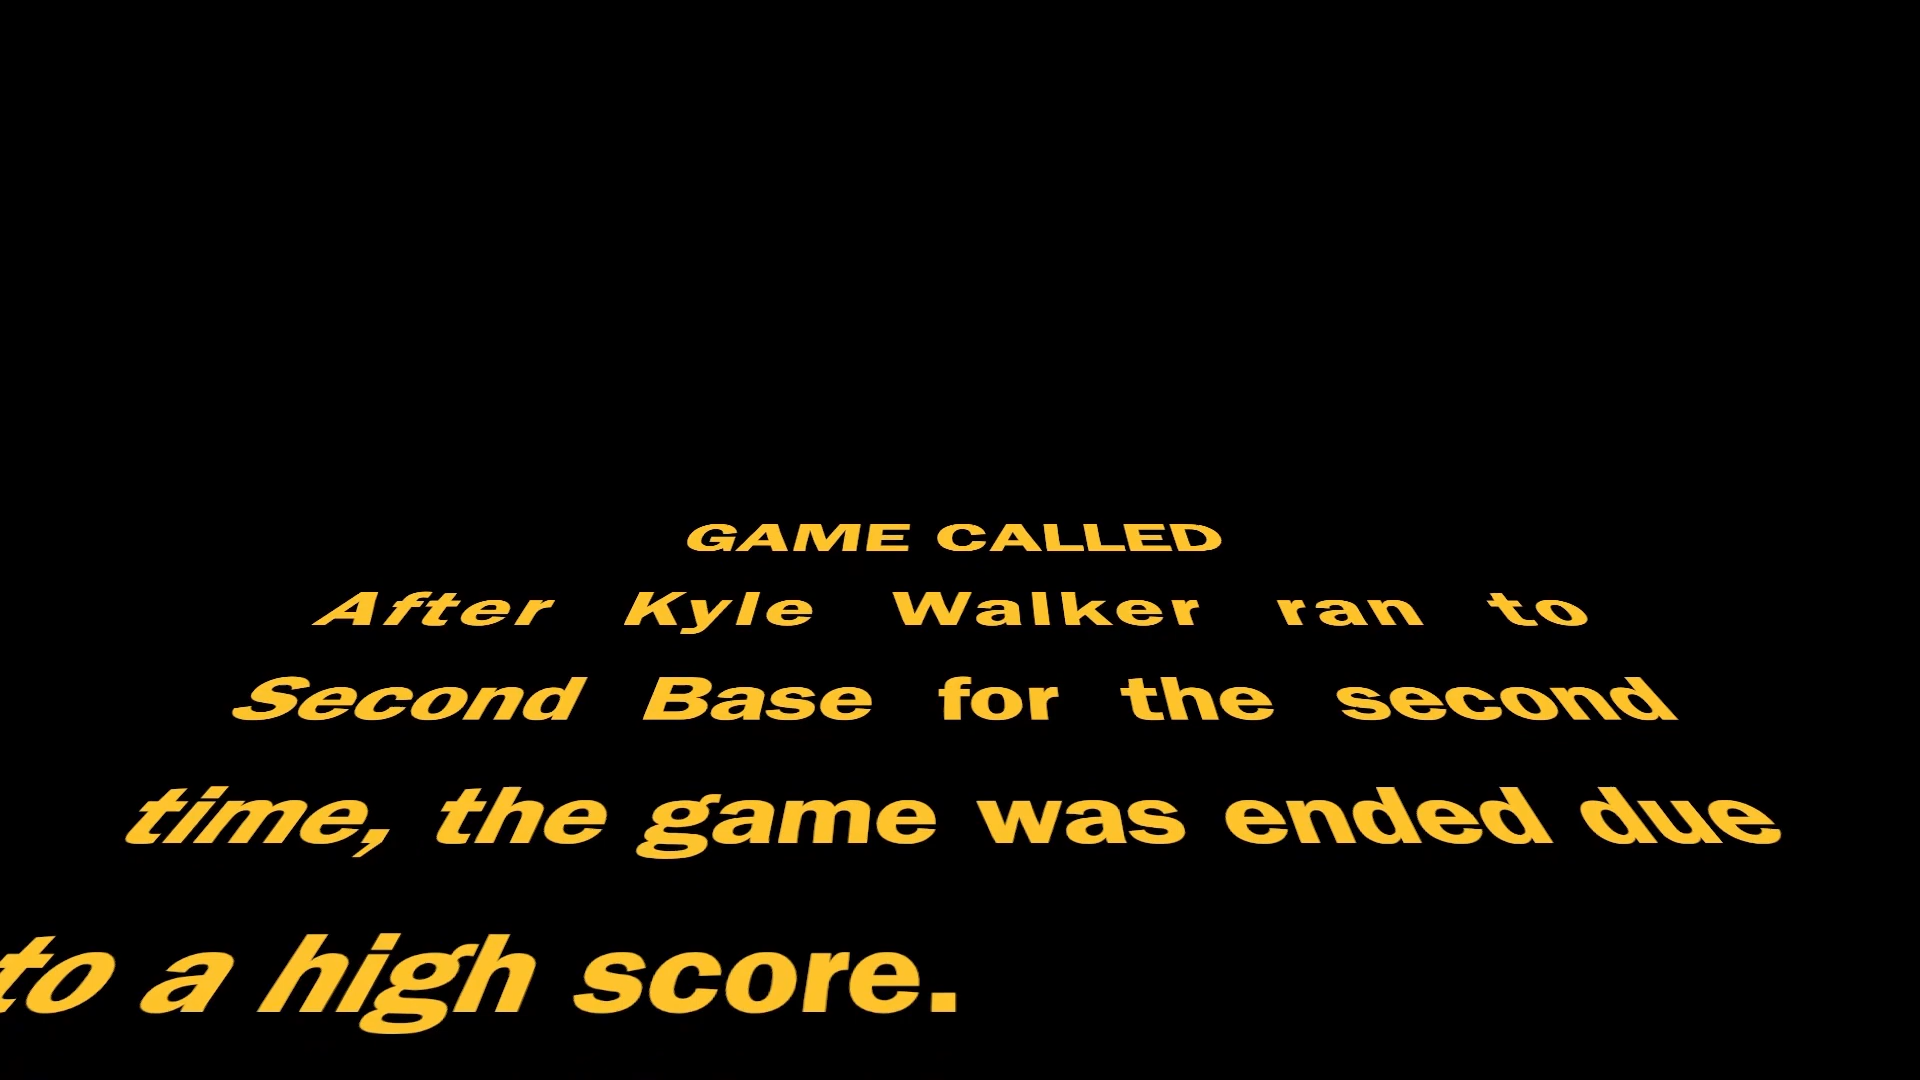 GAME CALLED
After Kyle Walker ran to
Second Base for the second
time, the game was ended due
to a high score.